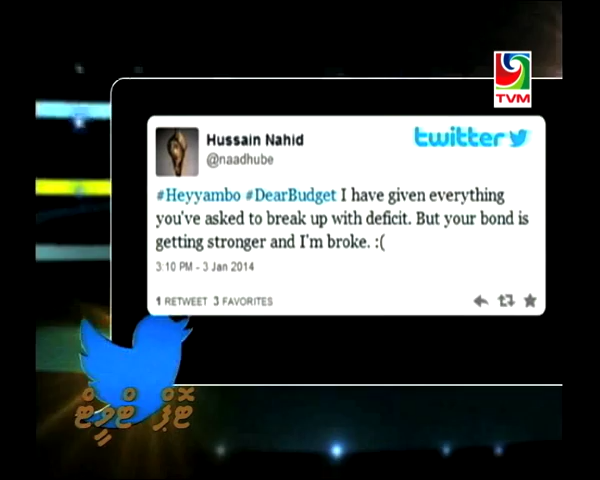 TVM
Hussain Nahid
@naadhube
twitter
#Heyyambo #DearBudget I have given everything
you've asked to break up with deficit. But your bond is
getting stronger and I'm broke. :(
3:10 PM - 3 Jan 2014
1 RETWEET 3 FAVORITES
ޓޮޕް ޓްވީޓް